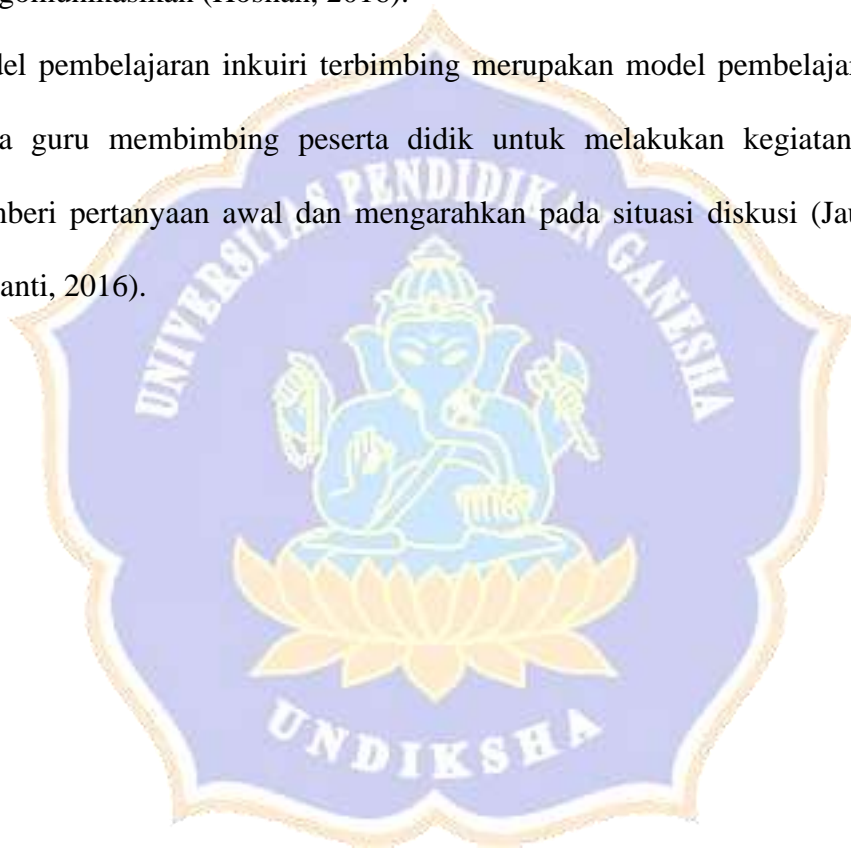 gomunikasikan (Hosnan, 2016).
del pembelajaran inkuiri terbimbing merupakan model pembelajar
a guru membimbing peserta didik untuk melakukan kegiatan
mberi pertanyaan awal dan mengarahkan pada situasi diskusi (Jau
anti, 2016).
UNIVERSITAS PENDIDIKAN GANESHA
UNDIKSHA